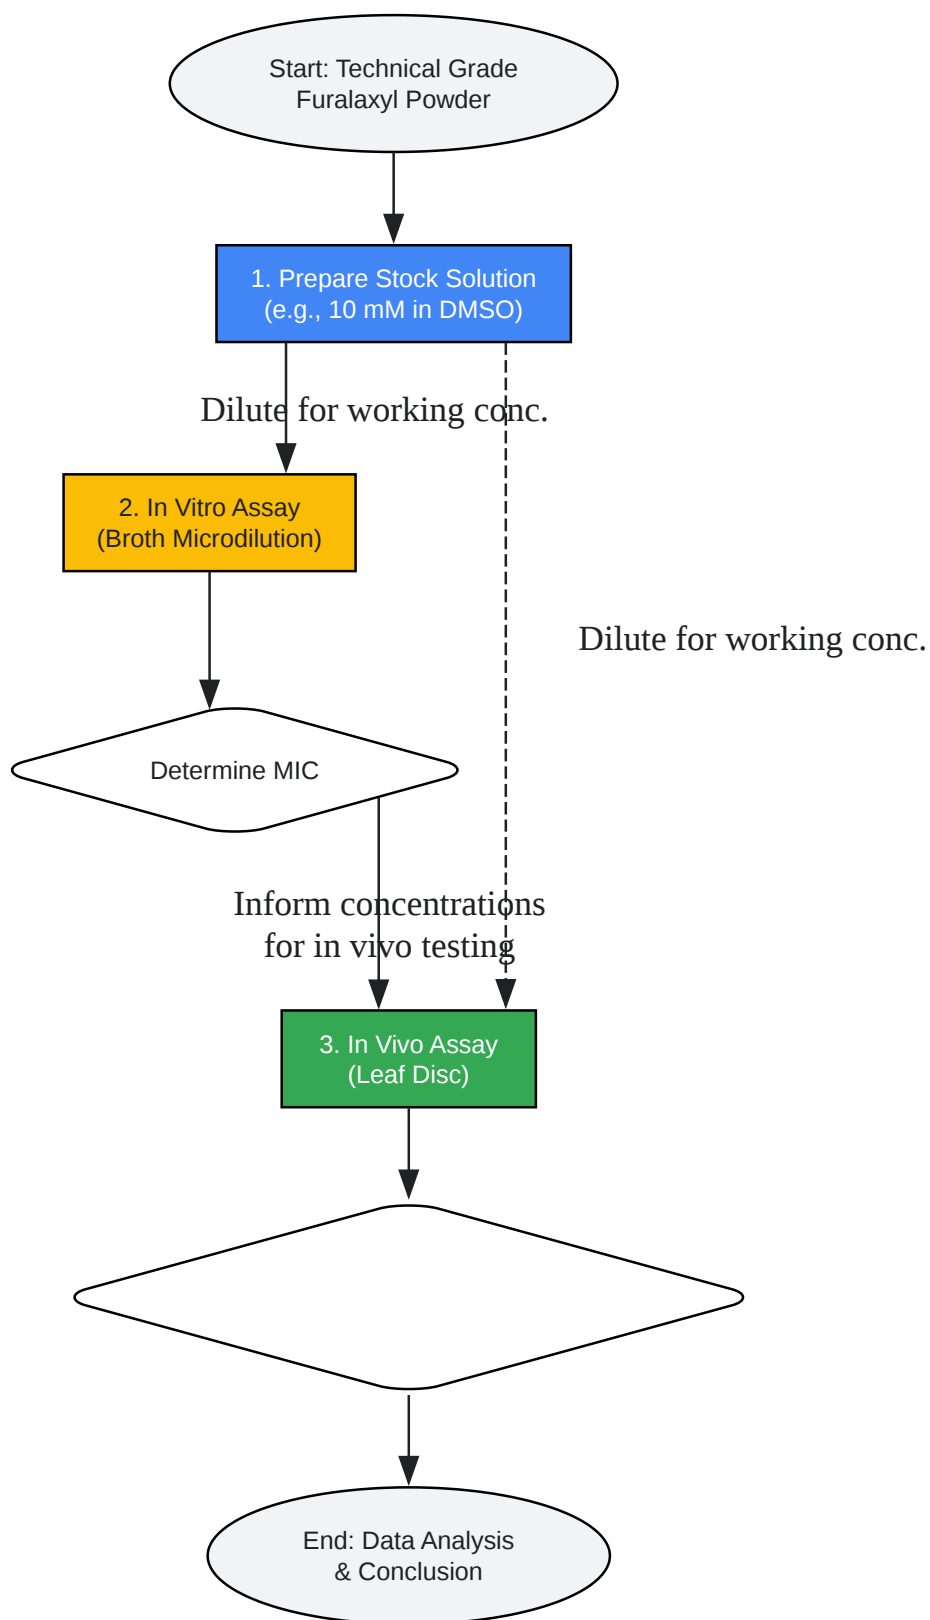 Start: Technical Grade
Furalaxyl Powder
1. Prepare Stock Solution
(e.g., 10 mM in DMSO)
Dilute for working conc.
2. In Vitro Assay
(Broth Microdilution)
Dilute for working conc.
Determine MIC
Inform concentrations
for in vivo testing
3. In Vivo Assay
(Leaf Disc)
End: Data Analysis
& Conclusion